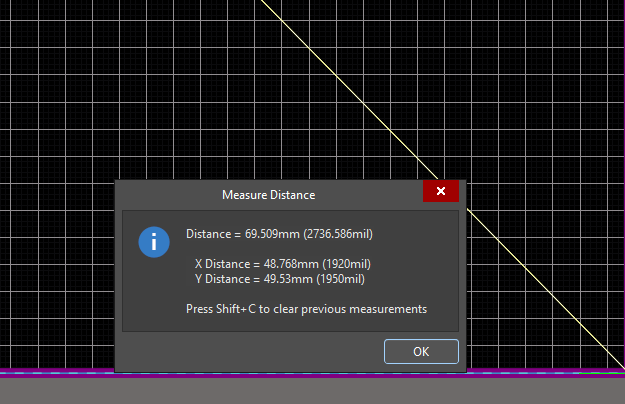 Measure Distance
Distance = 69.509mm (2736.586mil)
X Distance = 48.768mm (1920mil)
Y Distance = 49.53mm (1950mil)
Press Shift+C to clear previous measurements
OK